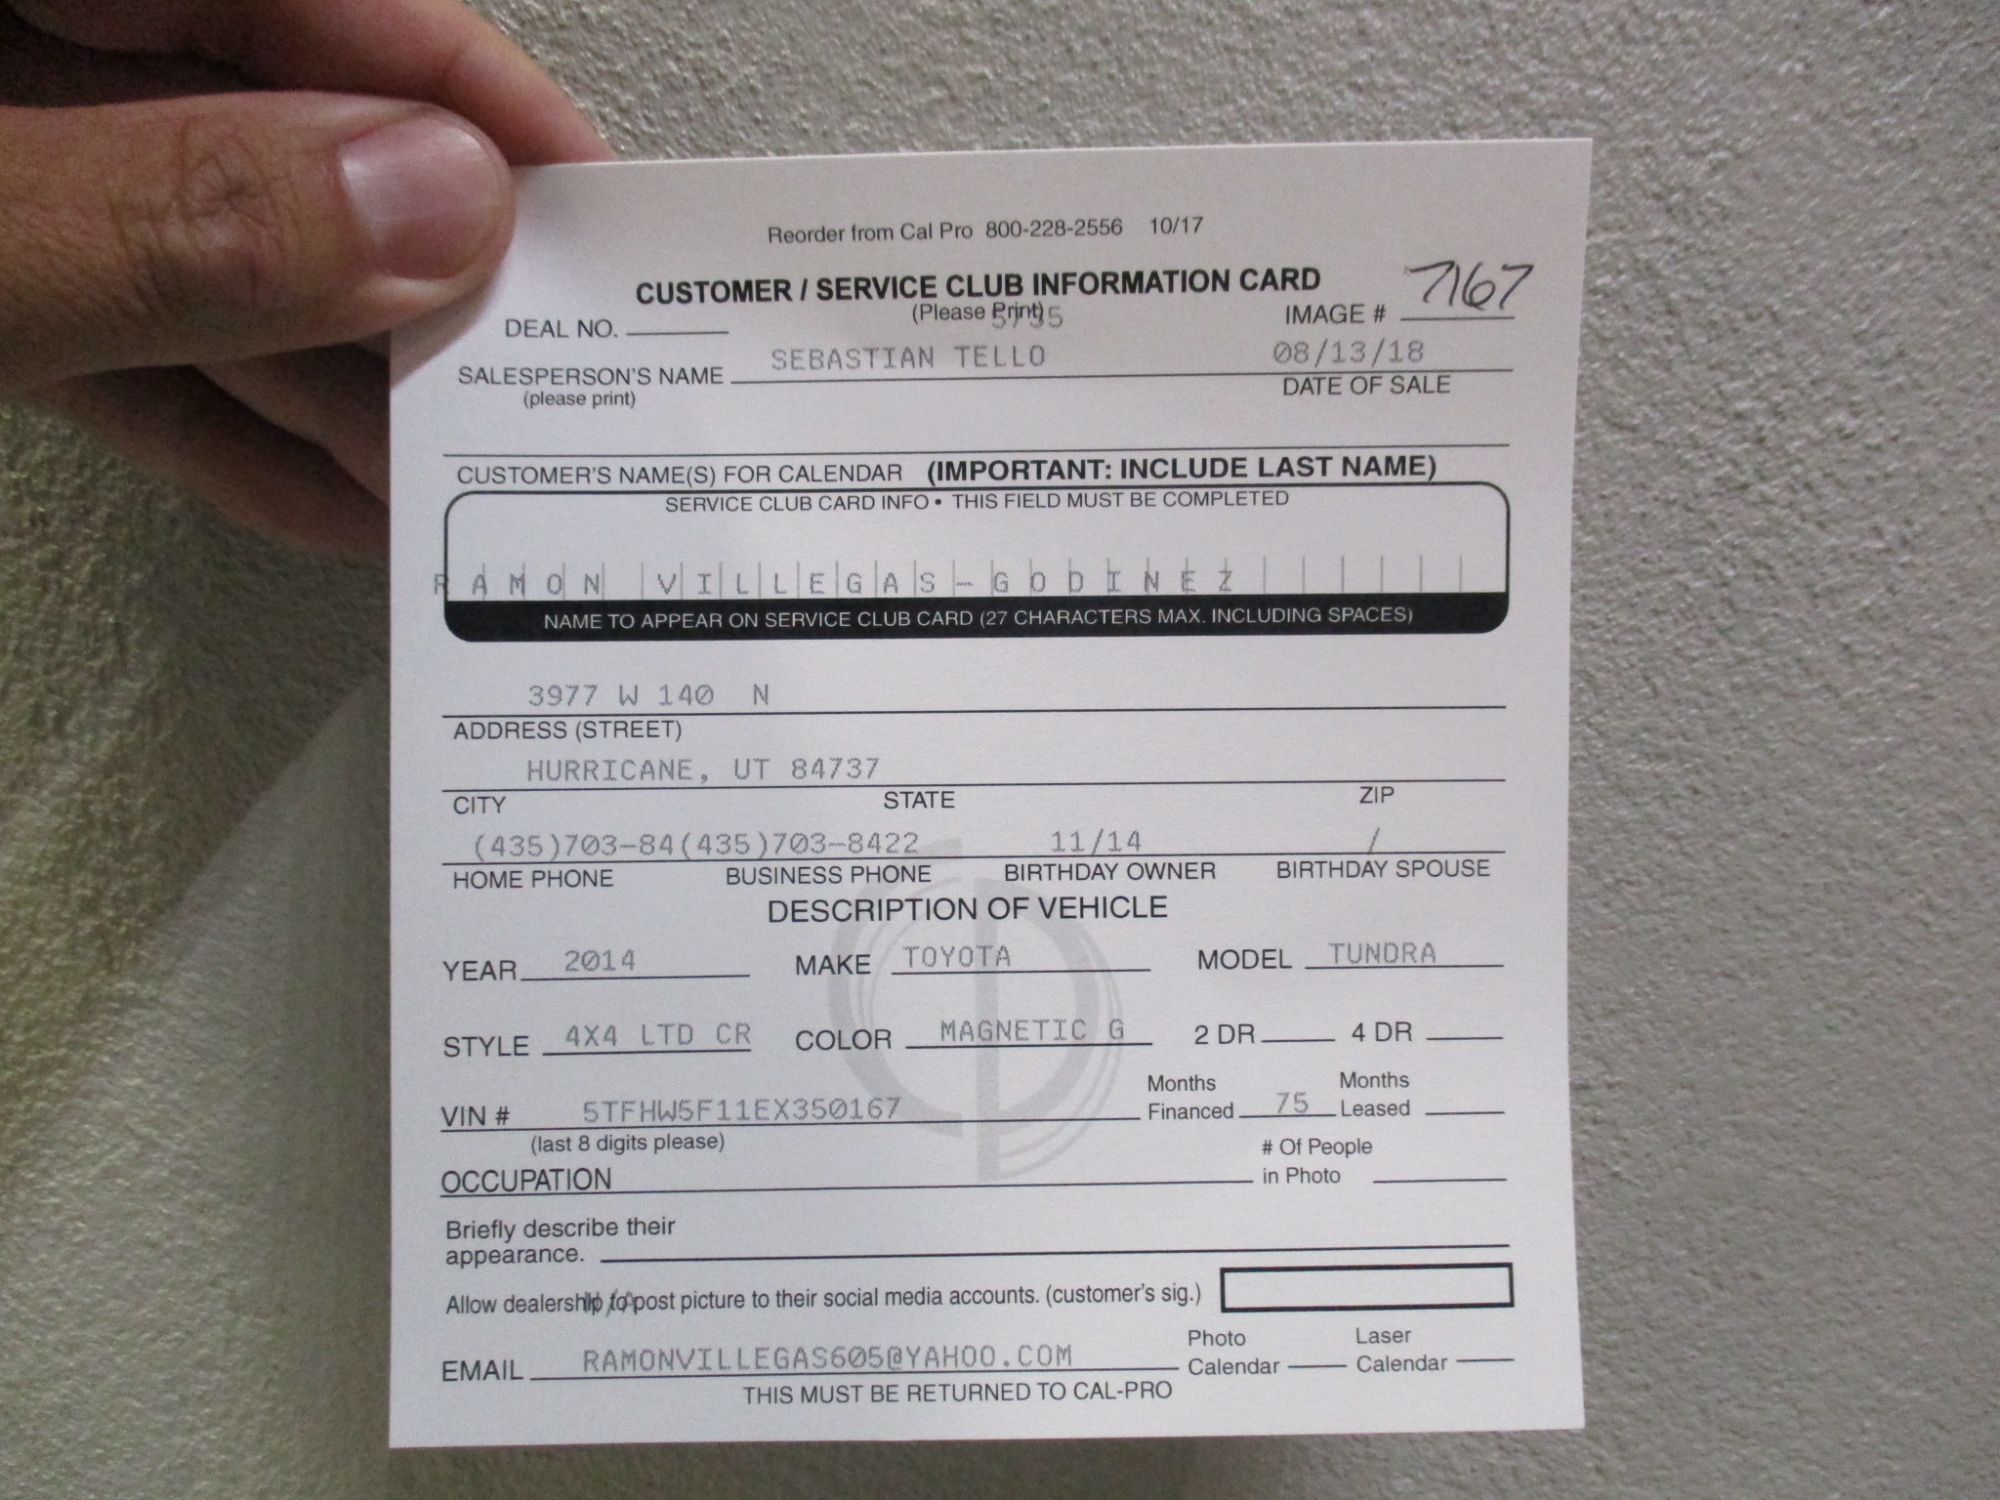 Reorder from Cal Pro 800-228-2556 10/17
CUSTOMER / SERVICE CLUB INFORMATION CARD
(Please Print)
DEAL NO. IMAGE # 7167
SEBASTIAN TELLO 08/13/18
SALESPERSON'S NAME DATE OF SALE
(please print)
CUSTOMER'S NAME(S) FOR CALENDAR (IMPORTANT: INCLUDE LAST NAME)
SERVICE CLUB CARD INFO • THIS FIELD MUST BE COMPLETED
RAMON VILLEGAS-GODINEZ
NAME TO APPEAR ON SERVICE CLUB CARD (27 CHARACTERS MAX. INCLUDING SPACES)
3977 W 140 N
ADDRESS (STREET)
HURRICANE, UT 84737
CITY STATE ZIP
(435)703-84(435)703-8422 11/14 /
HOME PHONE BUSINESS PHONE BIRTHDAY OWNER BIRTHDAY SPOUSE
DESCRIPTION OF VEHICLE
YEAR 2014 MAKE TOYOTA MODEL TUNDRA
STYLE 4X4 LTD CR COLOR MAGNETIC G 2 DR 4 DR
Months Months
VIN # 5TFHW5F11EX350167 Financed 75 Leased
(last 8 digits please) # Of People
OCCUPATION in Photo
Briefly describe their
appearance.
Allow dealership to post picture to their social media accounts. (customer's sig.)
N/A
Photo Laser
EMAIL RAMONVILLEGAS605@YAHOO.COM Calendar Calendar
THIS MUST BE RETURNED TO CAL-PRO